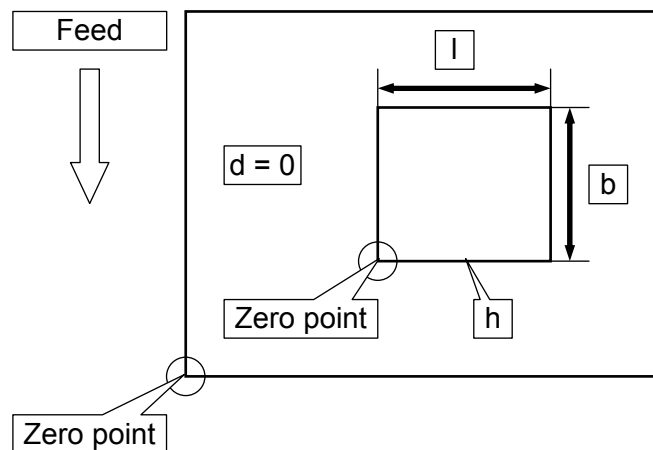 Feed
l
d = 0
b
Zero point
h
Zero point